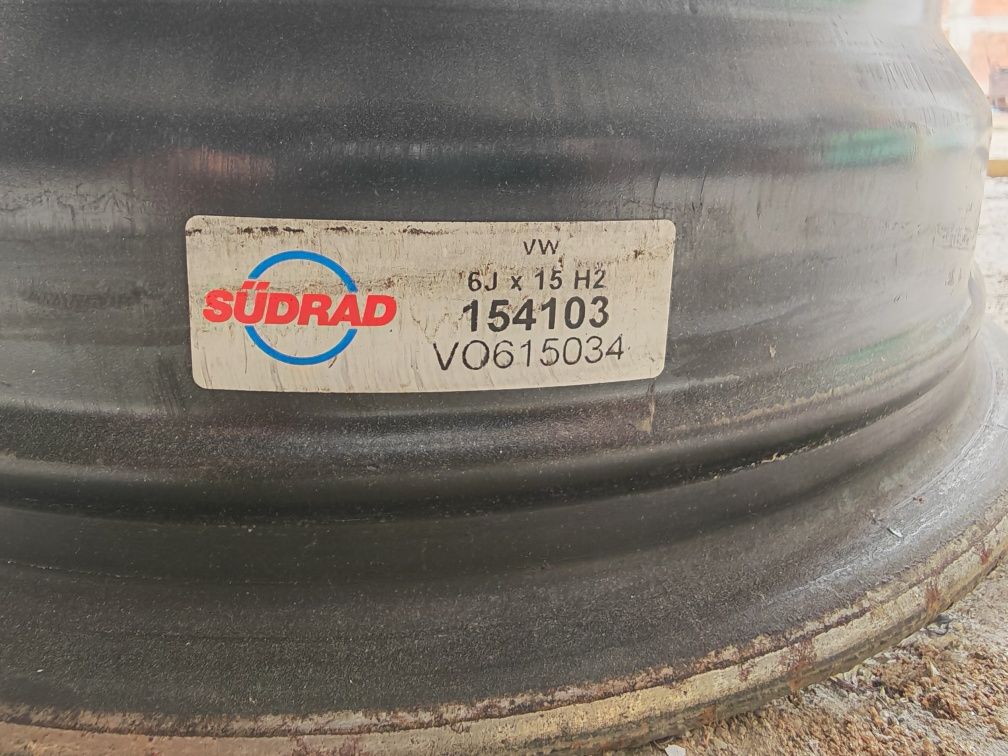 SÜDRAD
VW
6J x 15 H2
154103
VO615034